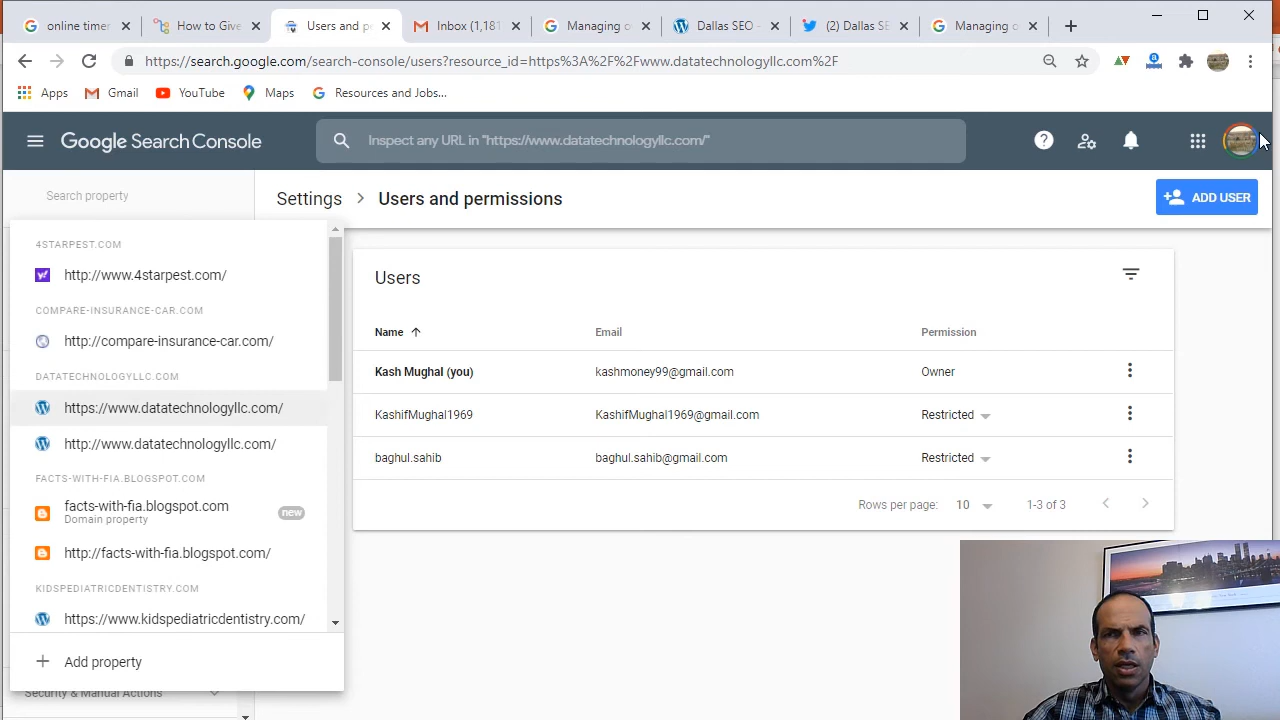 online timer
How to Give
Users and pe
Inbox (1,181
Managing o
Dallas SEO -
(2) Dallas SE
Managing o
https://search.google.com/search-console/users?resource_id=https%3A%2F%2Fwww.datatechnologyllc.com%2F
Apps
Gmail
YouTube
Maps
Resources and Jobs...
Google Search Console
Inspect any URL in "https://www.datatechnologyllc.com/"
Search property
Settings > Users and permissions
ADD USER
4STARPEST.COM
http://www.4starpest.com/
COMPARE-INSURANCE-CAR.COM
http://compare-insurance-car.com/
DATATECHNOLOGYLLC.COM
https://www.datatechnologyllc.com/
http://www.datatechnologyllc.com/
FACTS-WITH-FIA.BLOGSPOT.COM
facts-with-fia.blogspot.com
Domain property
new
http://facts-with-fia.blogspot.com/
KIDSPEDIATRICDENTISTRY.COM
https://www.kidspediatricdentistry.com/
Add property
Security & Manual Actions
Users
Name Email Permission
Kash Mughal (you) kashmoney99@gmail.com Owner
KashifMughal1969 KashifMughal1969@gmail.com Restricted
baghul.sahib baghul.sahib@gmail.com Restricted
Rows per page: 10 1-3 of 3